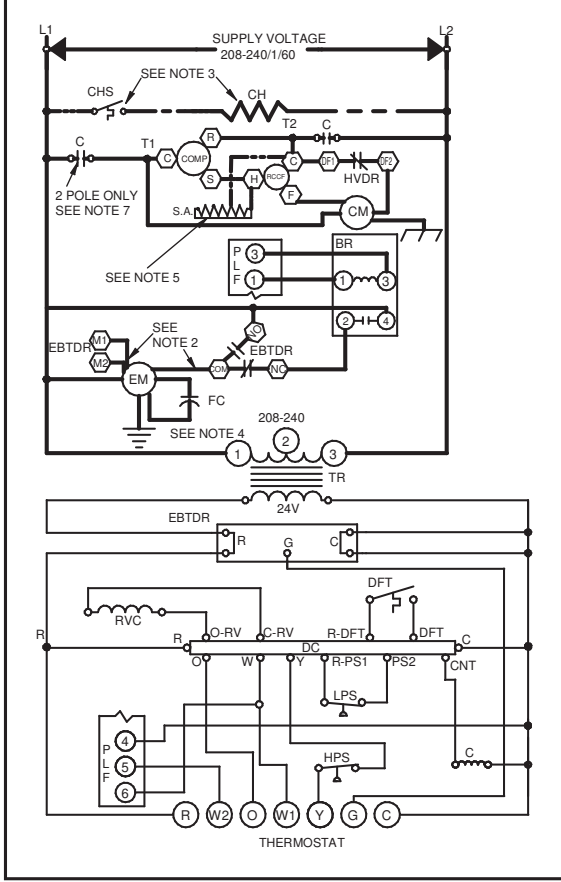 L1
L2
SUPPLY VOLTAGE
208-240/1/60
SEE NOTE 3
CHS
CH
T2
C
C
T1
R
C
COMP
C
DF1
DF2
HVDR
S
H
RCCF
F
2 POLE ONLY
SEE NOTE 7
S.A.
CM
SEE NOTE 5
P
L
F
3
1
BR
1
3
2
4
SEE
NOTE 2
NO
EBTDR
M1
M2
EBTDR
COM
NC
EM
FC
SEE NOTE 4
208-240
1
2
3
TR
24V
EBTDR
R
G
C
DFT
RVC
R
O-RV
C-RV
R-DFT
DFT
C
R
DC
O
W
Y
R-PS1
PS2
CNT
LPS
P
L
F
4
5
6
HPS
C
R
W2
O
W1
Y
G
C
THERMOSTAT